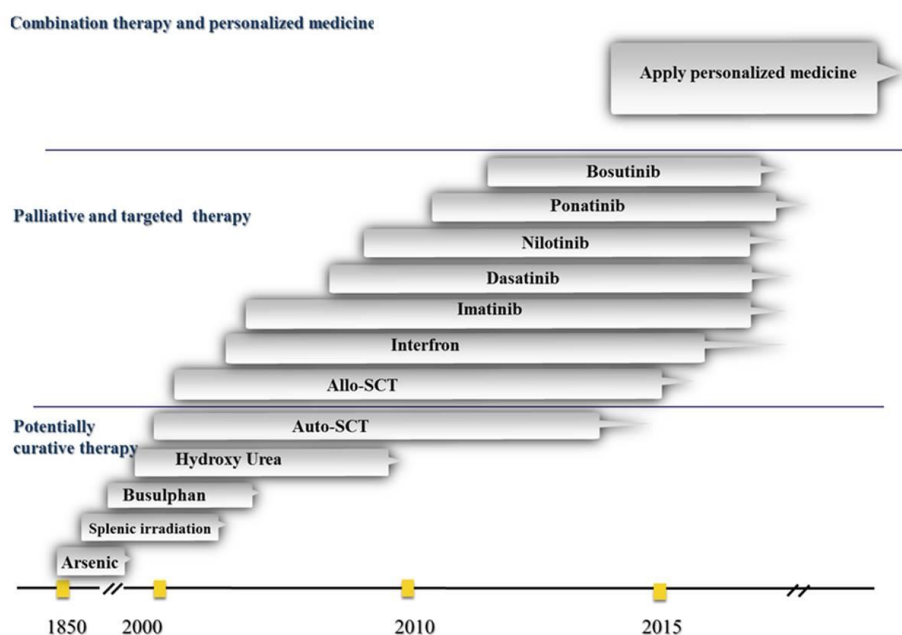 Combination therapy and personalized medicine
Apply personalized medicine
Bosutinib
Palliative and targeted therapy
Ponatinib
Nilotinib
Dasatinib
Imatinib
Interfron
Allo-SCT
Potentially
curative therapy
Auto-SCT
Hydroxy Urea
Busulphan
Splenic irradiation
Arsenic
1850
2000
2010
2015